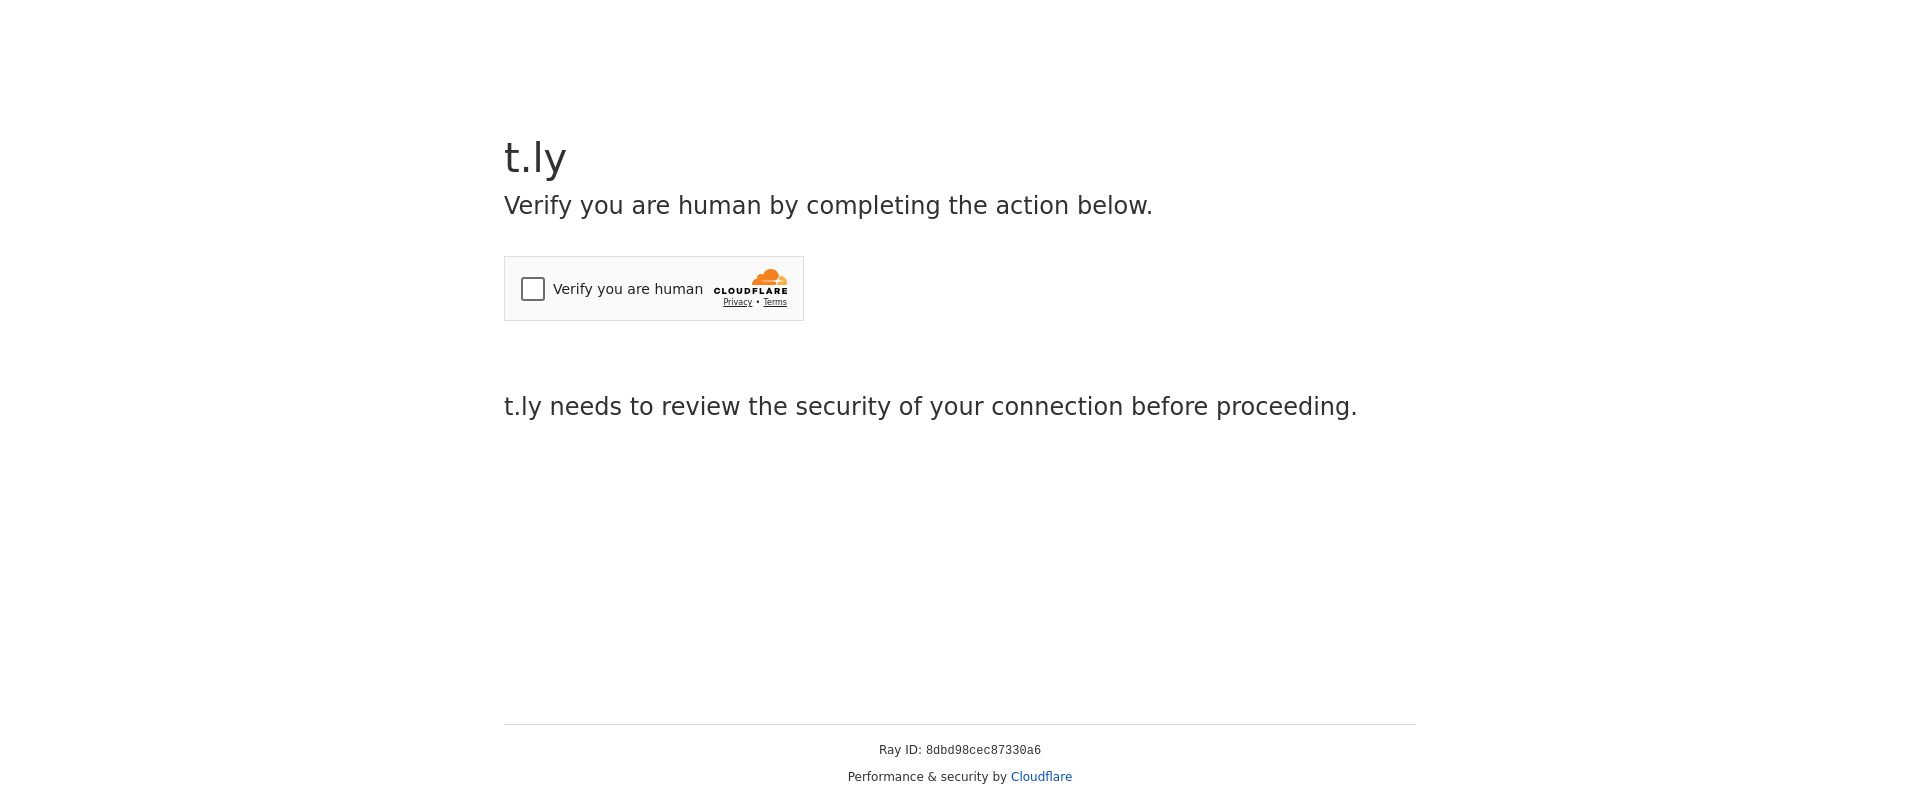 t.ly
Verify you are human by completing the action below.
Verify you are human
CLOUDFLARE
Privacy • Terms
t.ly needs to review the security of your connection before proceeding.
Ray ID: 8dbd98cec87330a6
Performance & security by Cloudflare